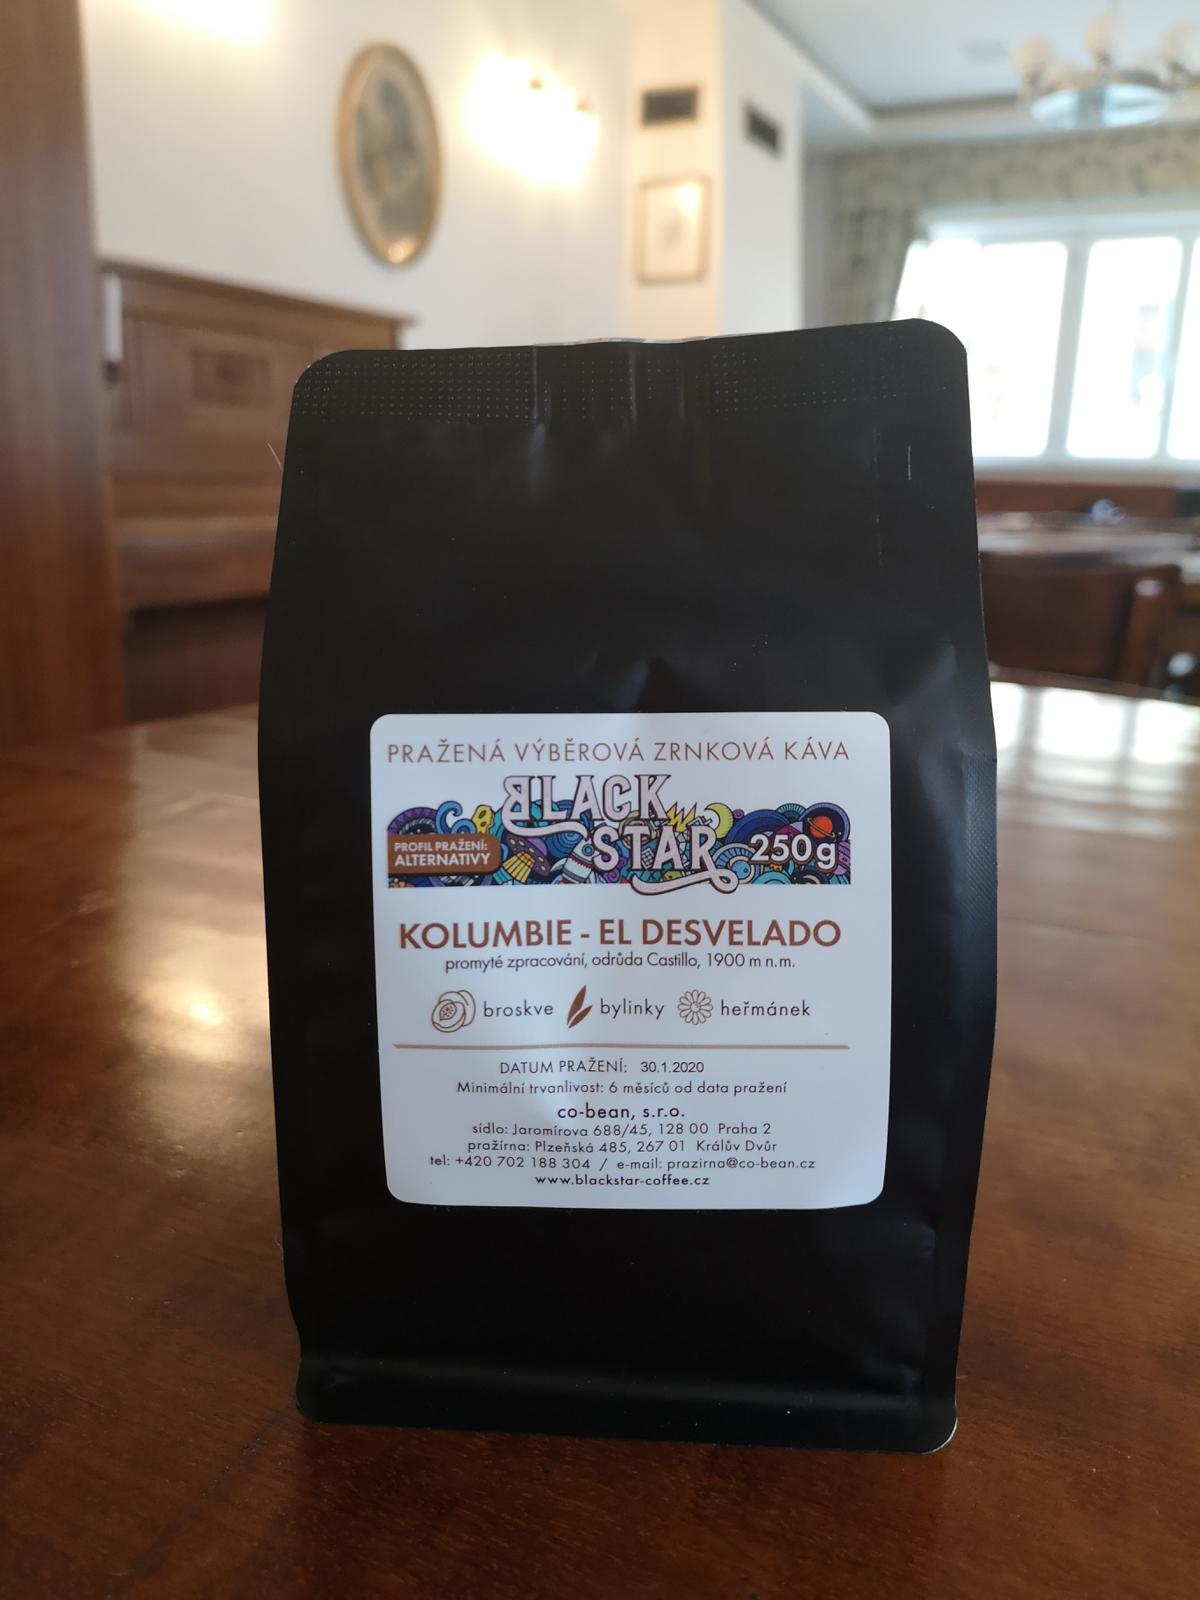 PRAŽENÁ VÝBĚROVÁ ZRNKOVÁ KÁVA
BLACK
STAR
PROFIL PRAŽENÍ:
ALTERNATIVY
250g
KOLUMBIE - EL DESVELADO
promyté zpracování, odrůda Castillo, 1900 m n.m.
broskve bylinky heřmánek
DATUM PRAŽENÍ: 30.1.2020
Minimální trvanlivost: 6 měsíců od data pražení
co-bean, s.r.o.
sídlo: Jaromírova 688/45, 128 00 Praha 2
pražírna: Plzeňská 485, 267 01 Králův Dvůr
tel: +420 702 188 304 / e-mail: prazirna@co-bean.cz
www.blackstar-coffee.cz